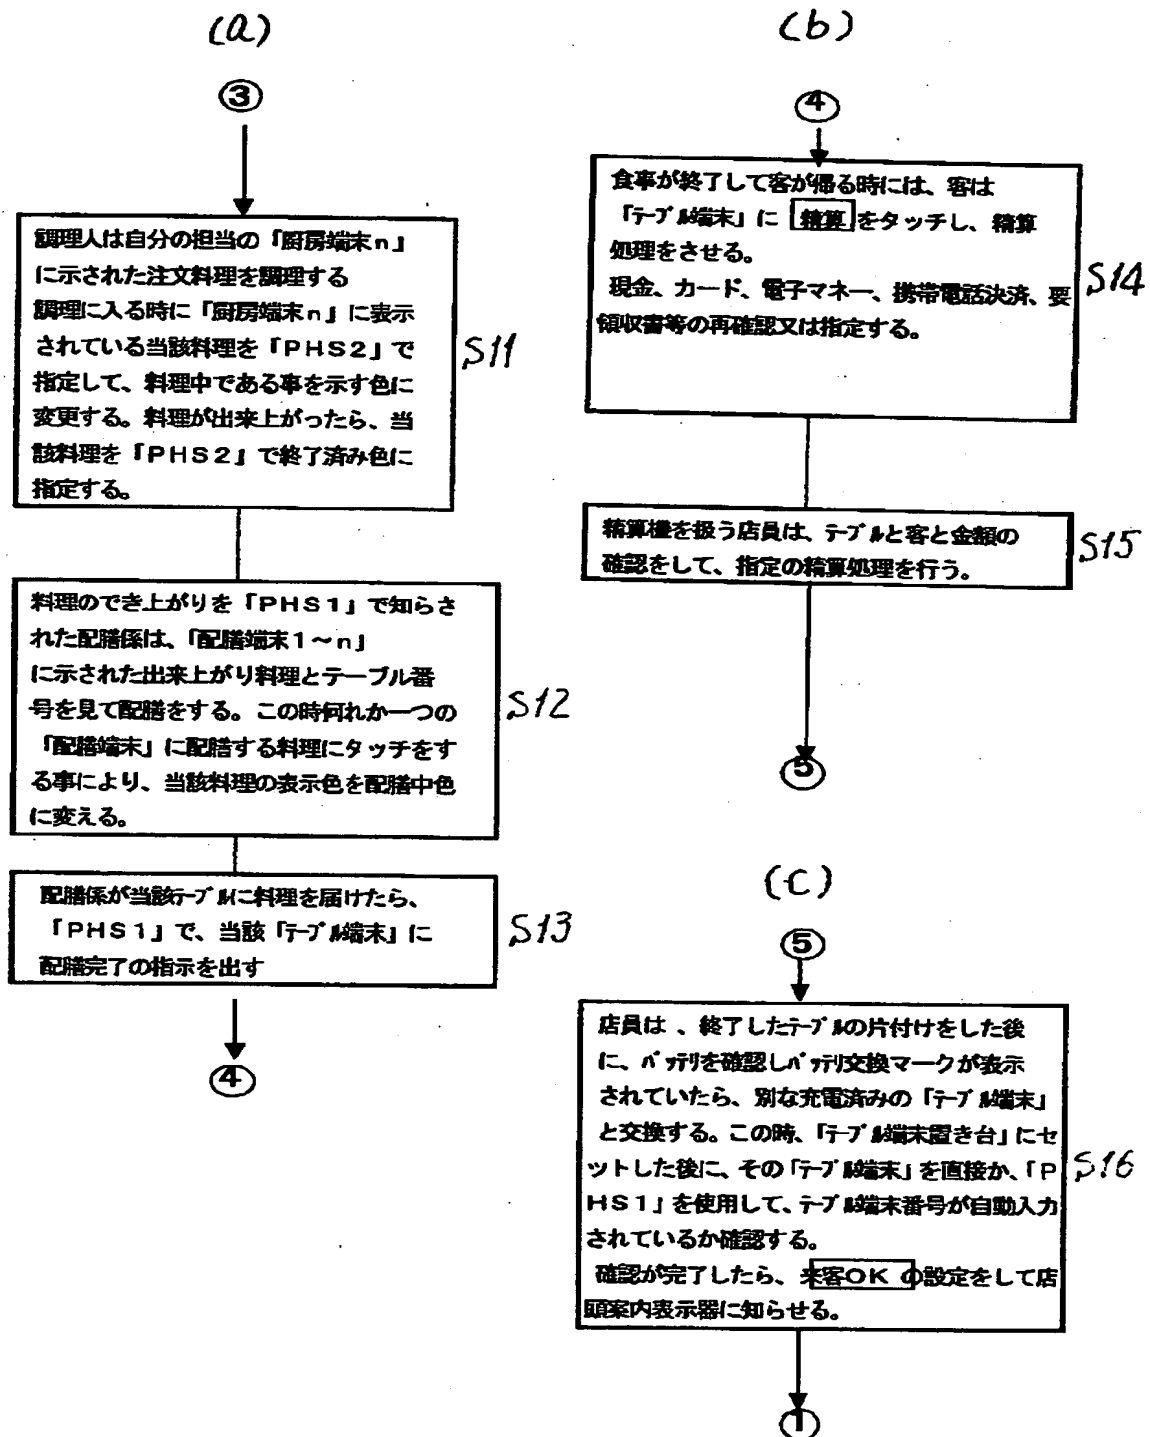 (a)
③
調理人は自分の担当の「厨房端末n」
に示された注文料理を調理する
調理に入る時に「厨房端末n」に表示
されている当該料理を「PHS2」で
指定して、料理中である事を示す色に
変更する。料理が出来上がったら、当
該料理を「PHS2」で終了済み色に
指定する。
S11
料理のでき上がりを「PHS1」で知らさ
れた配膳係は、「配膳端末1~n」
に示された出来上がり料理とテーブル番
号を見て配膳をする。この時何れか一つの
「配膳端末」に配膳する料理にタッチをす
る事により、当該料理の表示色を配膳中色
に変える。
S12
配膳係が当該ﾃｰﾌﾞﾙに料理を届けたら、
「PHS1」で、当該「ﾃｰﾌﾞﾙ端末」に
配膳完了の指示を出す
S13
④
(b)
④
食事が終了して客が帰る時には、客は
「ﾃｰﾌﾞﾙ端末」に 精算 をタッチし、精算
処理をさせる。
現金、カード、電子マネー、携帯電話決済、要
領収書等の再確認又は指定する。
S14
精算機を扱う店員は、ﾃｰﾌﾞﾙと客と金額の
確認をして、指定の精算処理を行う。
S15
⑤
(c)
⑤
店員は 、終了したﾃｰﾌﾞﾙの片付けをした後
に、ﾊﾞｯﾃﾘを確認しﾊﾞｯﾃﾘ交換マークが表示
されていたら、別な充電済みの「ﾃｰﾌﾞﾙ端末」
と交換する。この時、「ﾃｰﾌﾞﾙ端末置き台」にセ
ットした後に、その「ﾃｰﾌﾞﾙ端末」を直接か、「P
HS1」を使用して、ﾃｰﾌﾞﾙ端末番号が自動入力
されているか確認する。
確認が完了したら、来客OK の設定をして店
頭案内表示器に知らせる。
S16
①